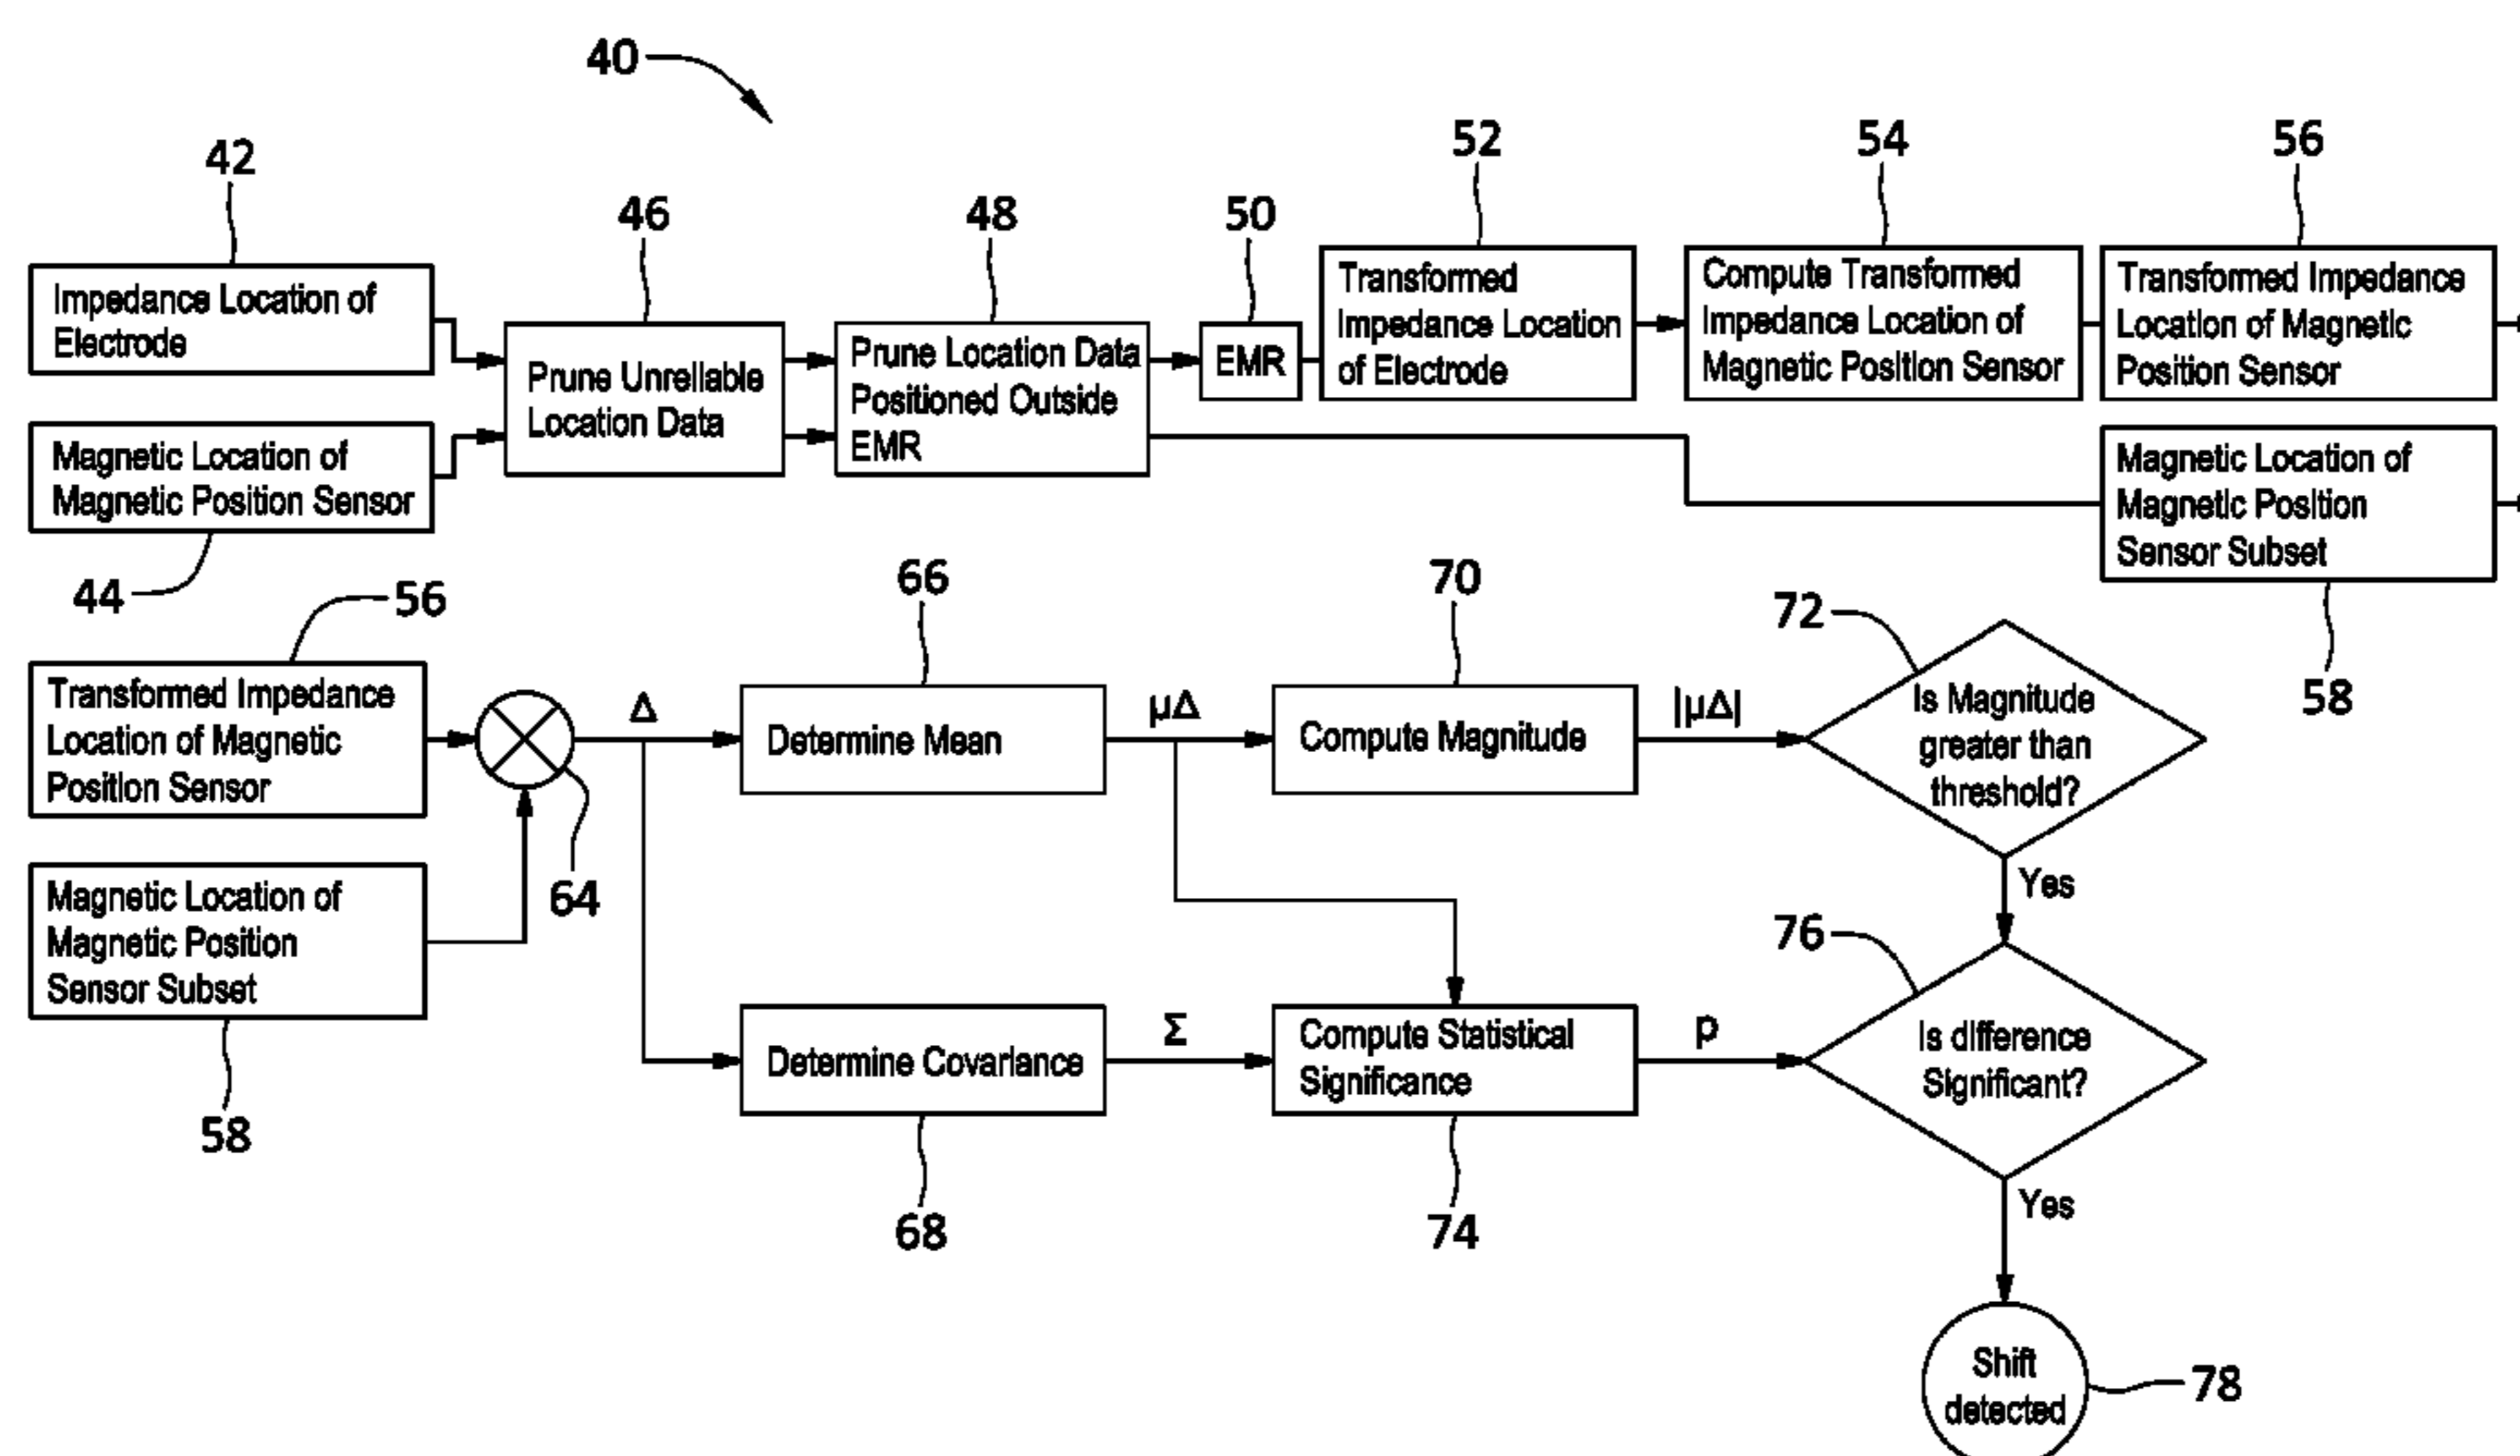 40
42
46
48
50
52
54
56
Impedance Location of
Electrode
Magnetic Location of
Magnetic Position Sensor
44
Prune Unreliable
Location Data
Prune Location Data
Positioned Outside
EMR
EMR
Transformed
Impedance Location
of Electrode
Compute Transformed
Impedance Location of
Magnetic Position Sensor
Transformed Impedance
Location of Magnetic
Position Sensor
Magnetic Location of
Magnetic Position
Sensor Subset
58
56
66
70
72
Transformed Impedance
Location of Magnetic
Position Sensor
Magnetic Location of
Magnetic Position
Sensor Subset
58
64
Δ
Determine Mean
μΔ
Compute Magnitude
|μΔ|
Is Magnitude
greater than
threshold?
Yes
Determine Covariance
68
Σ
Compute Statistical
Significance
74
p
76
Is difference
Significant?
Yes
Shift
detected
78